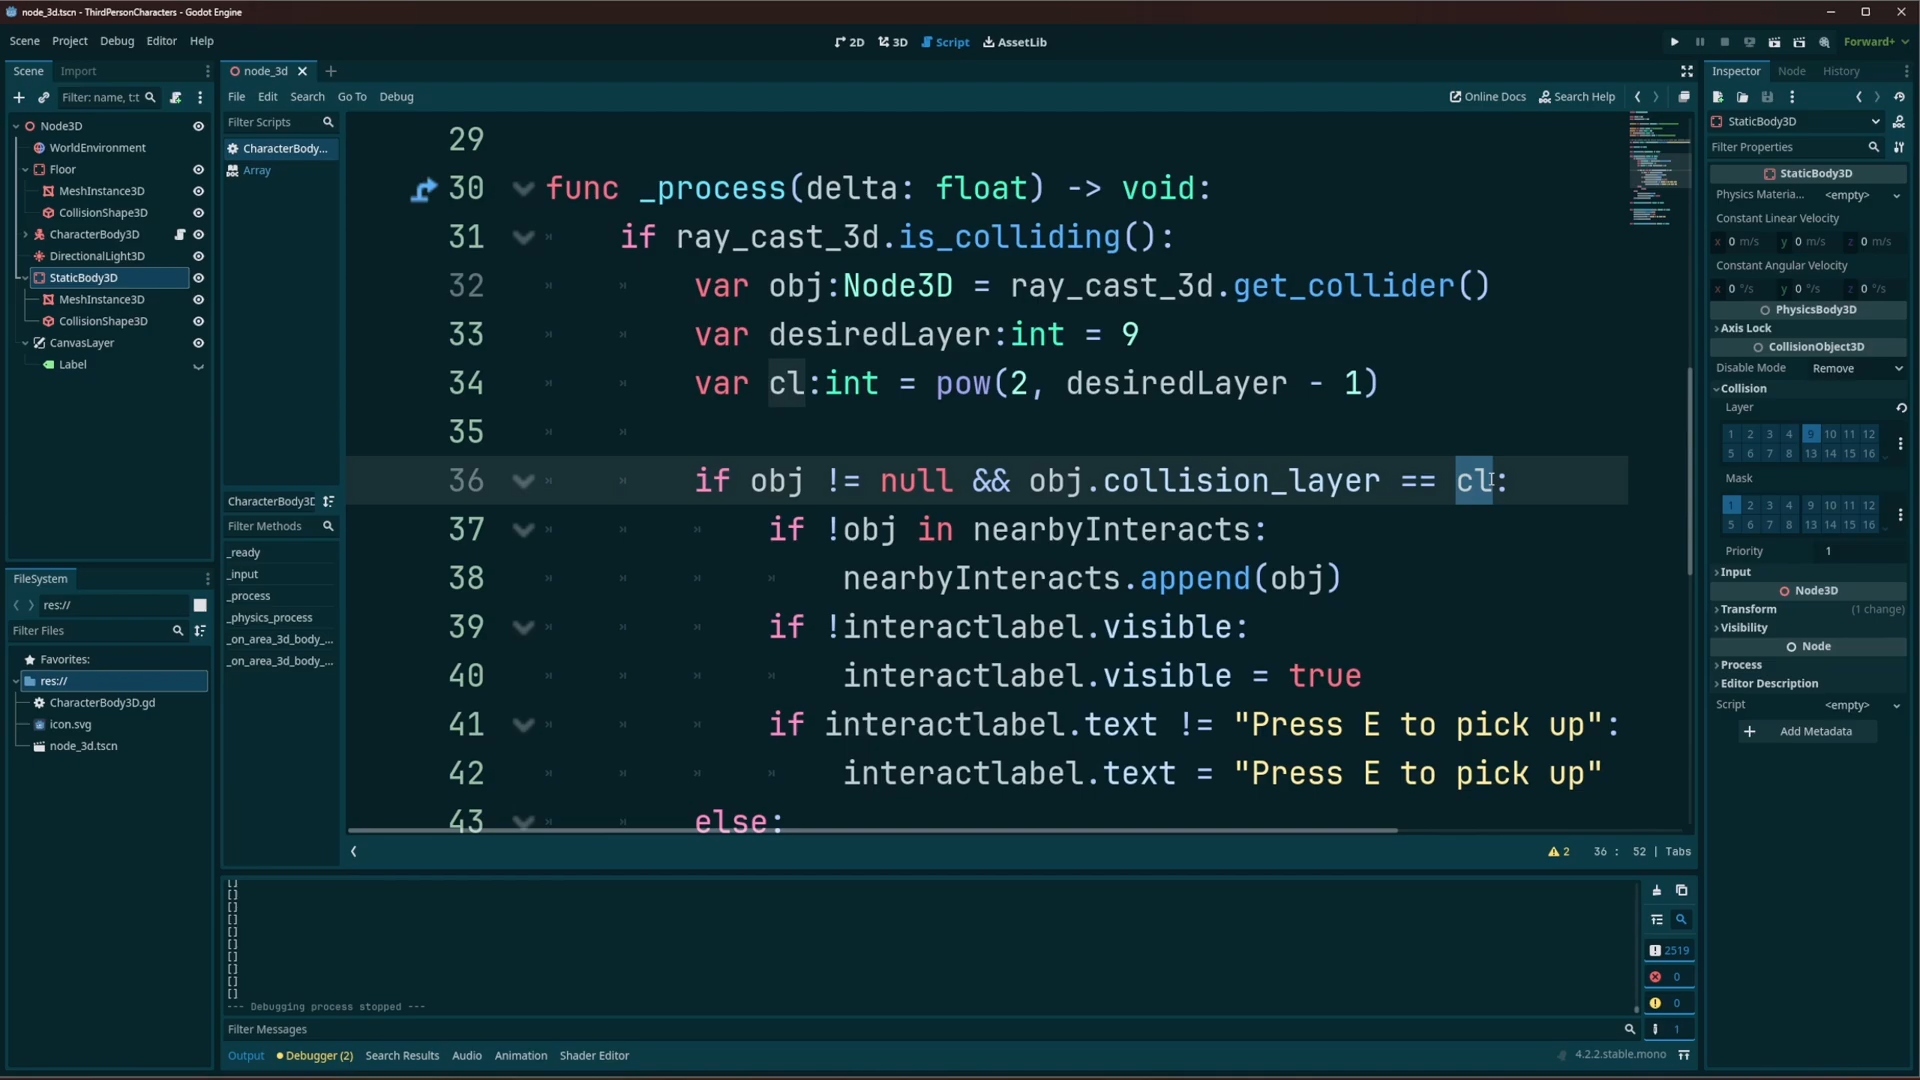 node_3d.tscn - ThirdPersonCharacters - Godot Engine
Scene Project Debug Editor Help
2D 3D Script AssetLib
Forward+
Scene Import
Filter: name, t:t
Node3D
WorldEnvironment
Floor
MeshInstance3D
CollisionShape3D
CharacterBody3D
DirectionalLight3D
StaticBody3D
MeshInstance3D
CollisionShape3D
CanvasLayer
Label
FileSystem
res://
Filter Files
Favorites:
res://
CharacterBody3D.gd
icon.svg
node_3d.tscn
node_3d
File Edit Search Go To Debug
Online Docs Search Help
Filter Scripts
CharacterBody...
Array
CharacterBody3D
Filter Methods
_ready
_input
_process
_physics_process
_on_area_3d_body_...
_on_area_3d_body_...
29
30 func _process(delta: float) -> void:
31 if ray_cast_3d.is_colliding():
32 var obj:Node3D = ray_cast_3d.get_collider()
33 var desiredLayer:int = 9
34 var cl:int = pow(2, desiredLayer - 1)
35
36 if obj != null && obj.collision_layer == cl:
37 if !obj in nearbyInteracts:
38 nearbyInteracts.append(obj)
39 if !interactlabel.visible:
40 interactlabel.visible = true
41 if interactlabel.text != "Press E to pick up":
42 interactlabel.text = "Press E to pick up"
43 else:
2 36 : 52 | Tabs
[]
[]
[]
[]
[]
[]
[]
[]
[]
[]
--- Debugging process stopped ---
Filter Messages
2519
0
0
1
Output Debugger (2) Search Results Audio Animation Shader Editor
4.2.2.stable.mono
Inspector Node History
StaticBody3D
Filter Properties
StaticBody3D
Physics Materia... <empty>
Constant Linear Velocity
x 0 m/s y 0 m/s z 0 m/s
Constant Angular Velocity
x 0 °/s y 0 °/s z 0 °/s
PhysicsBody3D
Axis Lock
CollisionObject3D
Disable Mode Remove
Collision
Layer
1 2 3 4 9 10 11 12
5 6 7 8 13 14 15 16
Mask
1 2 3 4 9 10 11 12
5 6 7 8 13 14 15 16
Priority 1
Input
Node3D
Transform (1 change)
Visibility
Node
Process
Editor Description
Script <empty>
Add Metadata